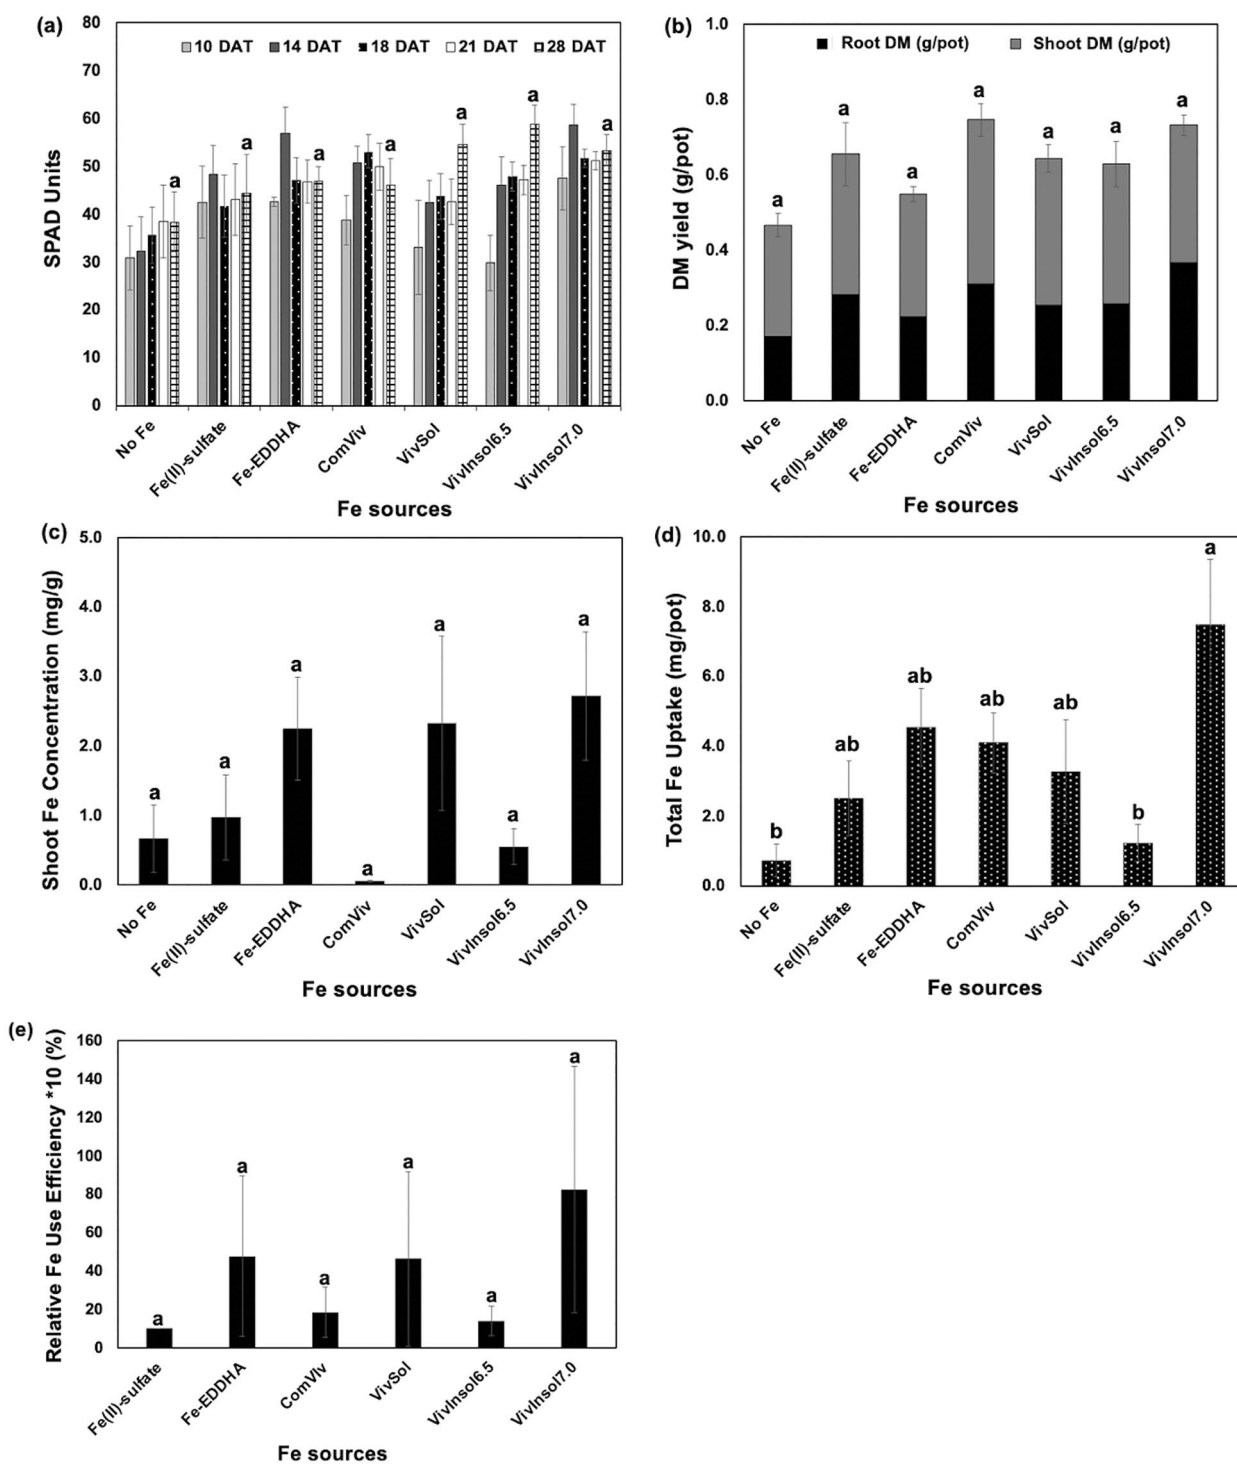 (a)
80
70
60
50
40
30
20
10
0
SPAD Units
10 DAT 14 DAT 18 DAT 21 DAT 28 DAT
a a a a a a a
No Fe Fe(II)-sulfate Fe-EDDHA ComViv VivSol VivInsol6.5 VivInsol7.0
Fe sources
(b)
1.0
0.8
0.6
0.4
0.2
0.0
DM yield (g/pot)
Root DM (g/pot) Shoot DM (g/pot)
a a a a a a a
No Fe Fe(II)-sulfate Fe-EDDHA ComViv VivSol VivInsol6.5 VivInsol7.0
Fe sources
(c)
5.0
4.0
3.0
2.0
1.0
0.0
Shoot Fe Concentration (mg/g)
a a a a a a a
No Fe Fe(II)-sulfate Fe-EDDHA ComViv VivSol VivInsol6.5 VivInsol7.0
Fe sources
(d)
10.0
8.0
6.0
4.0
2.0
0.0
Total Fe Uptake (mg/pot)
b ab ab ab ab b a
No Fe Fe(II)-sulfate Fe-EDDHA ComViv VivSol VivInsol6.5 VivInsol7.0
Fe sources
(e)
160
140
120
100
80
60
40
20
0
Relative Fe Use Efficiency *10 (%)
a a a a a a
Fe(II)-sulfate Fe-EDDHA ComViv VivSol VivInsol6.5 VivInsol7.0
Fe sources